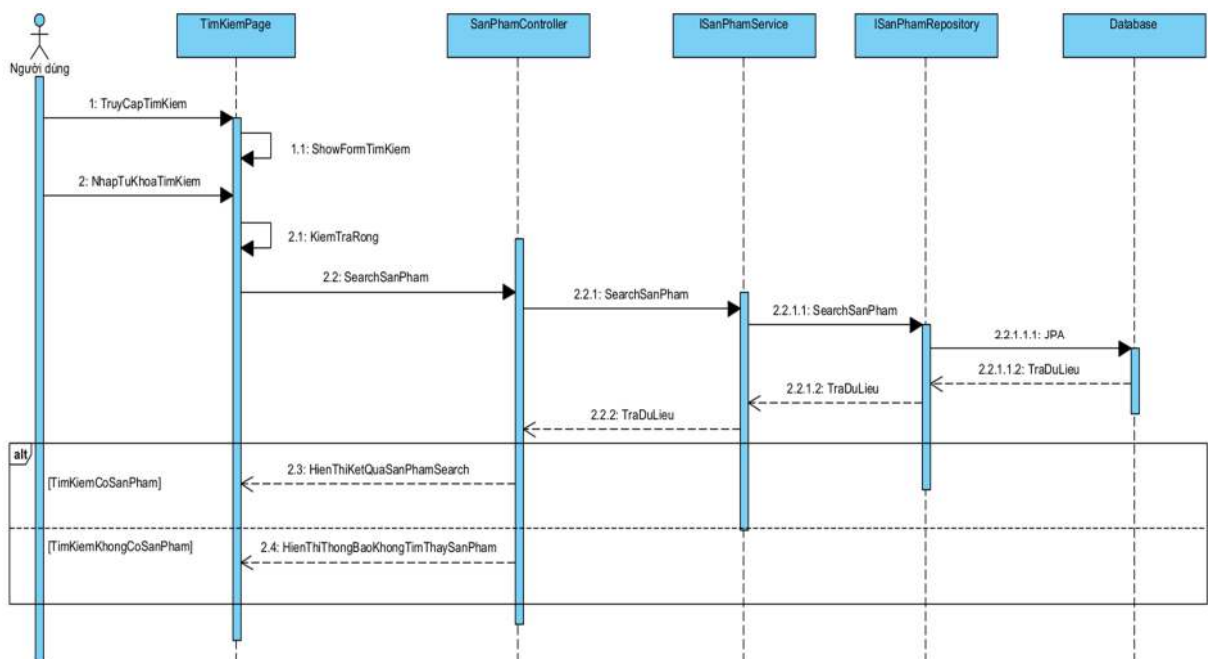 TimKiemPage
SanPhamController
ISanPhamService
ISanPhamRepository
Database
Người dùng
1: TruyCapTimKiem
1.1: ShowFormTimKiem
2: NhapTuKhoaTimKiem
2.1: KiemTraRong
2.2: SearchSanPham
2.2.1: SearchSanPham
2.2.1.1: SearchSanPham
2.2.1.1.1: JPA
2.2.1.1.2: TraDuLieu
2.2.1.2: TraDuLieu
2.2.2: TraDuLieu
alt
2.3: HienThiKetQuaSanPhamSearch
[TimKiemCoSanPham]
[TimKiemKhongCoSanPham]
2.4: HienThiThongBaoKhongTimThaySanPham